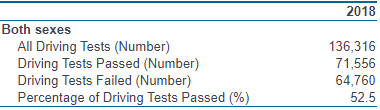 2018
Both sexes
All Driving Tests (Number) 136,316
Driving Tests Passed (Number) 71,556
Driving Tests Failed (Number) 64,760
Percentage of Driving Tests Passed (%) 52.5